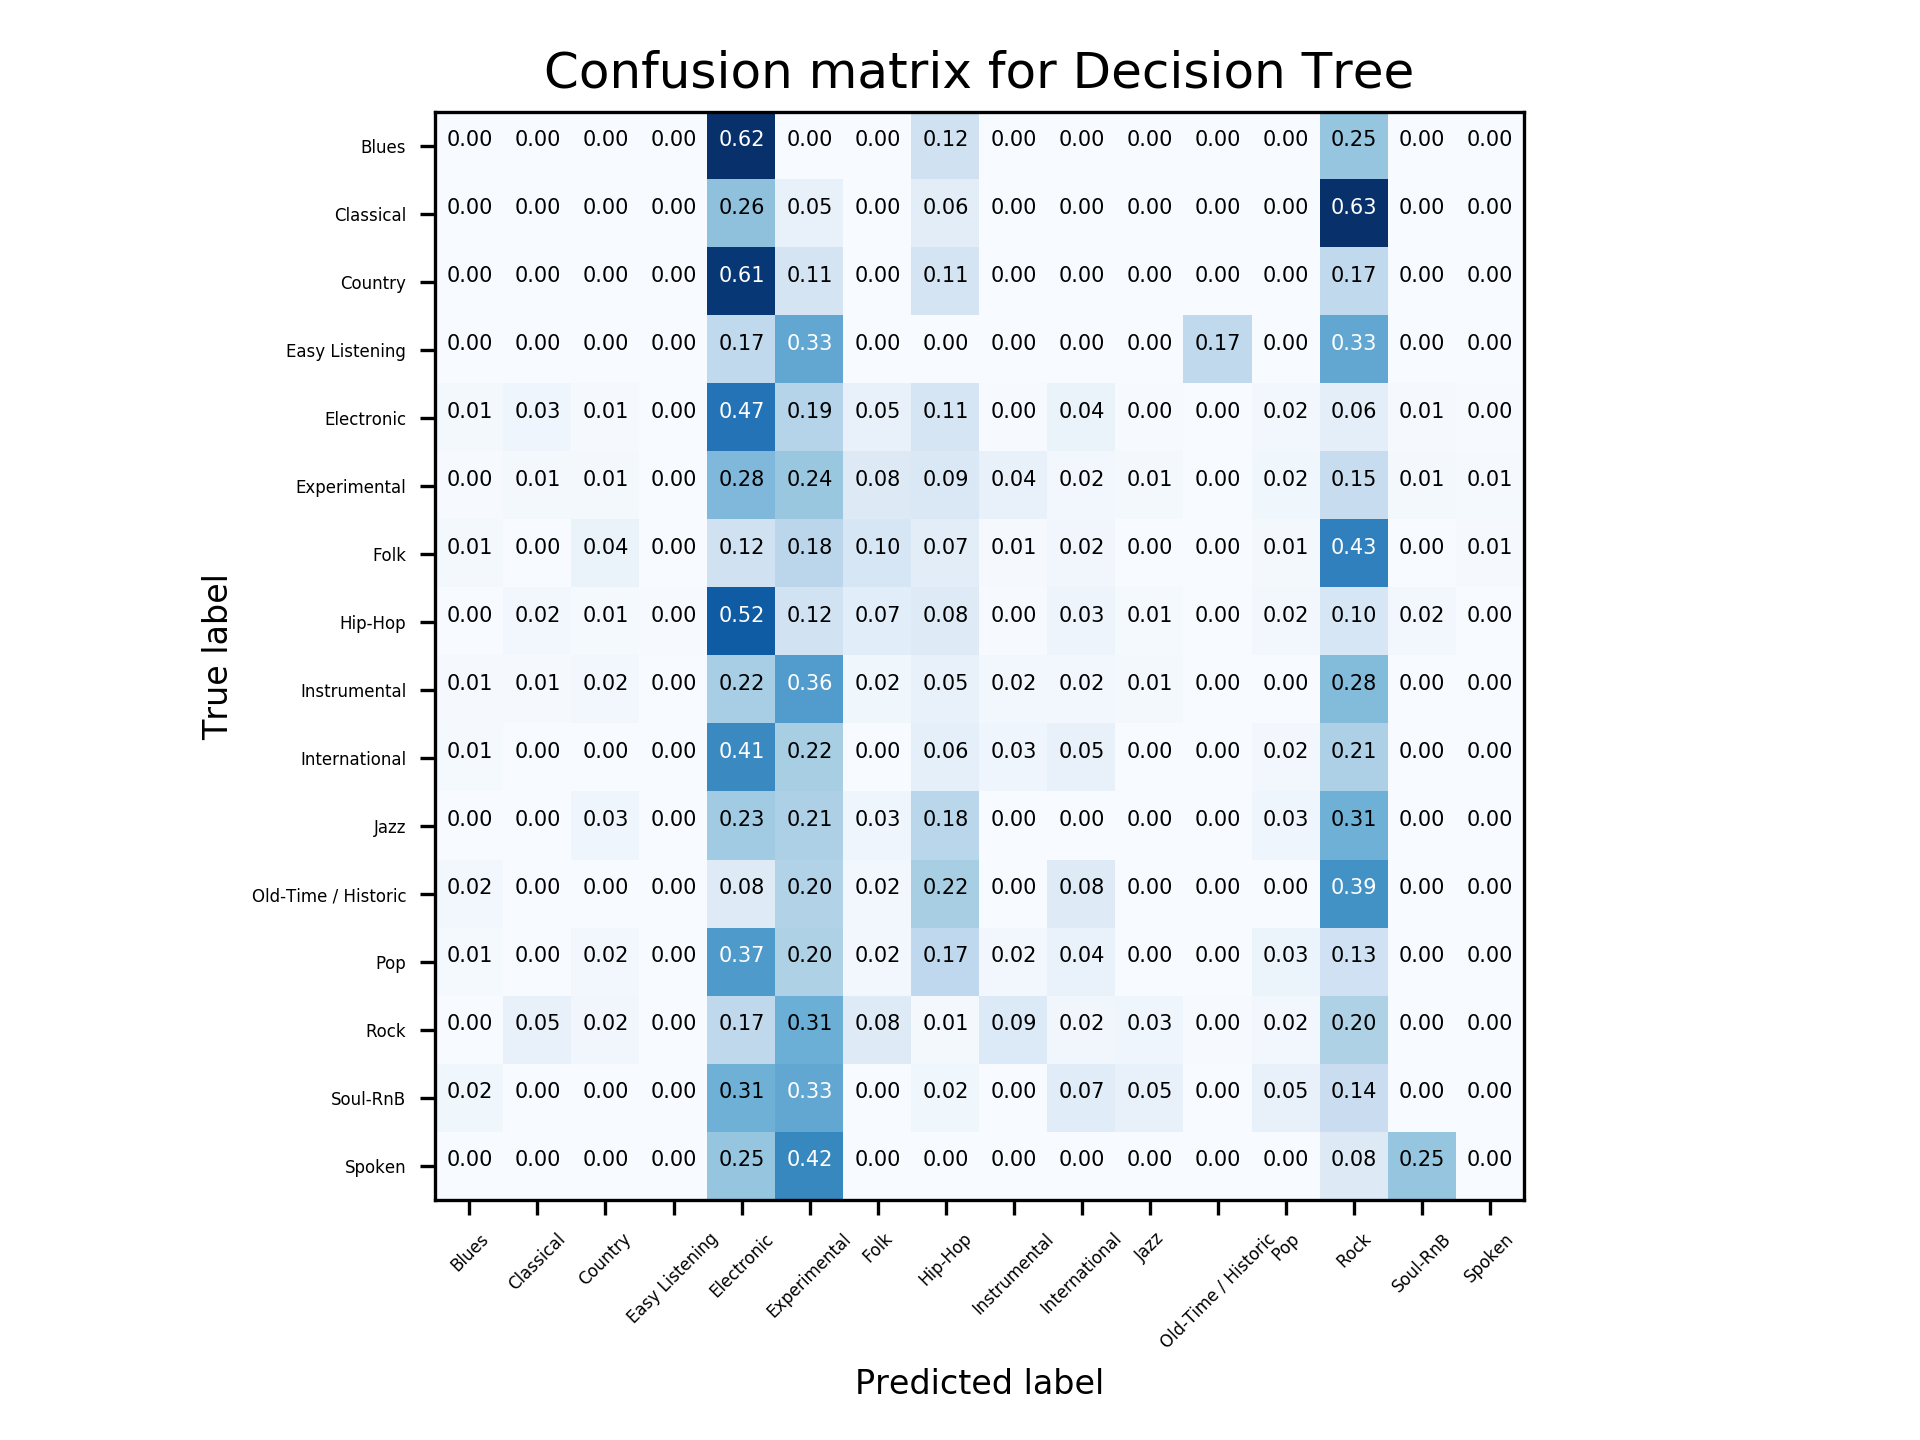 Confusion matrix for Decision Tree
True label
Blues 0.00 0.00 0.00 0.00 0.62 0.00 0.00 0.12 0.00 0.00 0.00 0.00 0.00 0.25 0.00 0.00
Classical 0.00 0.00 0.00 0.00 0.26 0.05 0.00 0.06 0.00 0.00 0.00 0.00 0.00 0.63 0.00 0.00
Country 0.00 0.00 0.00 0.00 0.61 0.11 0.00 0.11 0.00 0.00 0.00 0.00 0.00 0.17 0.00 0.00
Easy Listening 0.00 0.00 0.00 0.00 0.17 0.33 0.00 0.00 0.00 0.00 0.00 0.17 0.00 0.33 0.00 0.00
Electronic 0.01 0.03 0.01 0.00 0.47 0.19 0.05 0.11 0.00 0.04 0.00 0.00 0.02 0.06 0.01 0.00
Experimental 0.00 0.01 0.01 0.00 0.28 0.24 0.08 0.09 0.04 0.02 0.01 0.00 0.02 0.15 0.01 0.01
Folk 0.01 0.00 0.04 0.00 0.12 0.18 0.10 0.07 0.01 0.02 0.00 0.00 0.01 0.43 0.00 0.01
Hip-Hop 0.00 0.02 0.01 0.00 0.52 0.12 0.07 0.08 0.00 0.03 0.01 0.00 0.02 0.10 0.02 0.00
Instrumental 0.01 0.01 0.02 0.00 0.22 0.36 0.02 0.05 0.02 0.02 0.01 0.00 0.00 0.28 0.00 0.00
International 0.01 0.00 0.00 0.00 0.41 0.22 0.00 0.06 0.03 0.05 0.00 0.00 0.02 0.21 0.00 0.00
Jazz 0.00 0.00 0.03 0.00 0.23 0.21 0.03 0.18 0.00 0.00 0.00 0.00 0.03 0.31 0.00 0.00
Old-Time / Historic 0.02 0.00 0.00 0.00 0.08 0.20 0.02 0.22 0.00 0.08 0.00 0.00 0.00 0.39 0.00 0.00
Pop 0.01 0.00 0.02 0.00 0.37 0.20 0.02 0.17 0.02 0.04 0.00 0.00 0.03 0.13 0.00 0.00
Rock 0.00 0.05 0.02 0.00 0.17 0.31 0.08 0.01 0.09 0.02 0.03 0.00 0.02 0.20 0.00 0.00
Soul-RnB 0.02 0.00 0.00 0.00 0.31 0.33 0.00 0.02 0.00 0.07 0.05 0.00 0.05 0.14 0.00 0.00
Spoken 0.00 0.00 0.00 0.00 0.25 0.42 0.00 0.00 0.00 0.00 0.00 0.00 0.00 0.08 0.25 0.00
Blues Classical Country Easy Listening Electronic Experimental Folk Hip-Hop Instrumental International Jazz Old-Time / Historic Pop Rock Soul-RnB Spoken
Predicted label